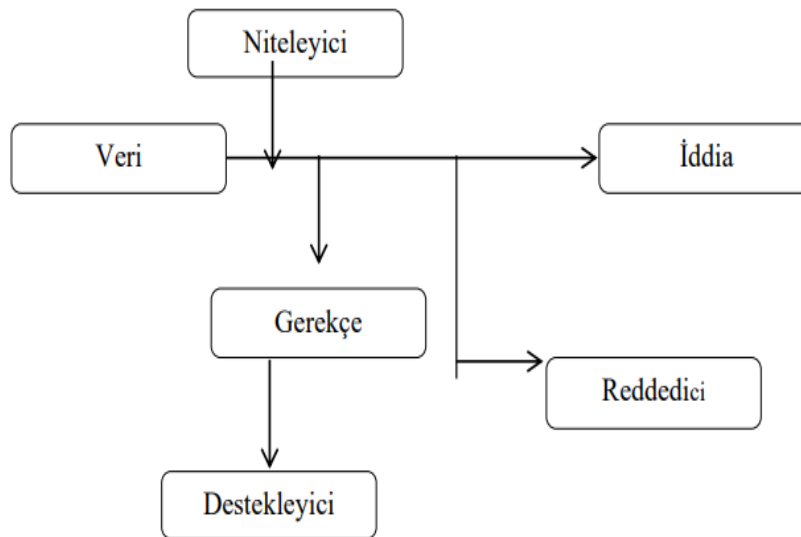 Niteleyici
Veri
İddia
Gerekçe
Reddedici
Destekleyici